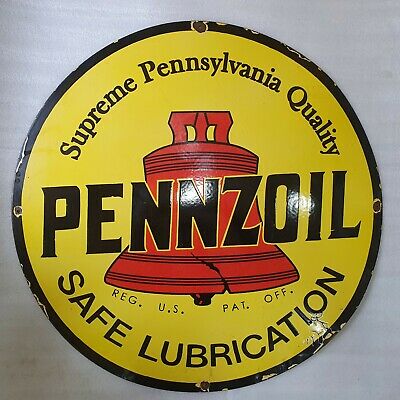 Supreme Pennsylvania Quality
PENNZOIL
REG. U.S. PAT. OFF.
SAFE LUBRICATION